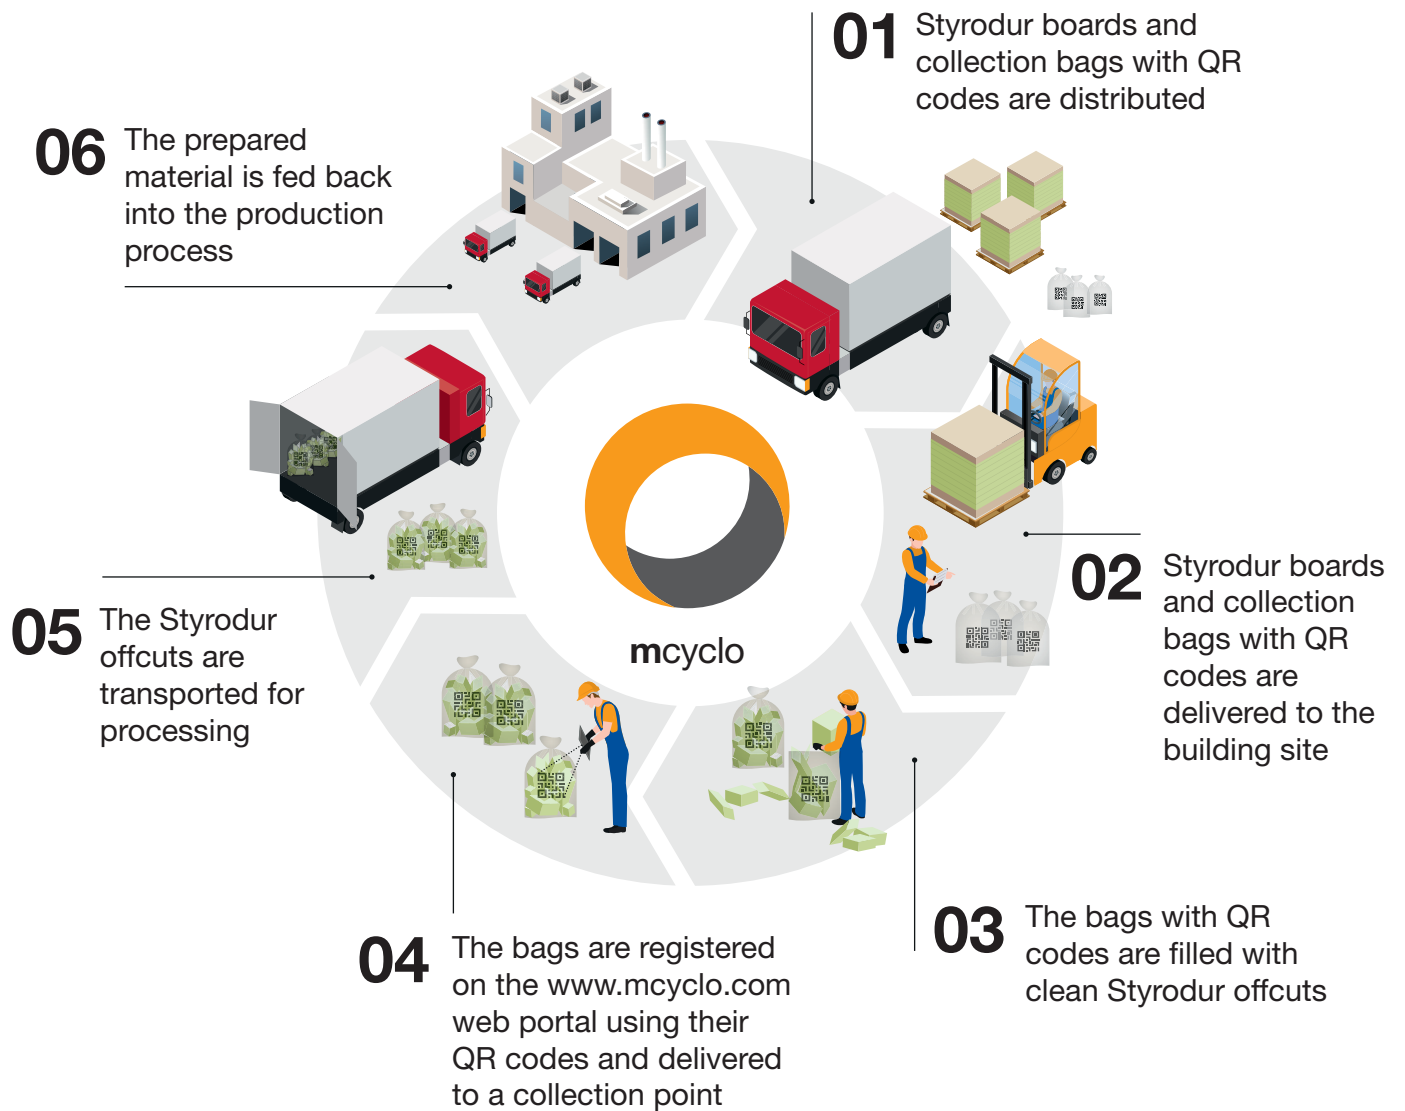 01
Styrodur boards and
collection bags with QR
codes are distributed
02
Styrodur boards
and collection
bags with QR
codes are
delivered to the
building site
03
The bags with QR
codes are filled with
clean Styrodur offcuts
04
The bags are registered
on the www.mcyclo.com
web portal using their
QR codes and delivered
to a collection point
05
The Styrodur
offcuts are
transported for
processing
06
The prepared
material is fed back
into the production
process
mcyclo